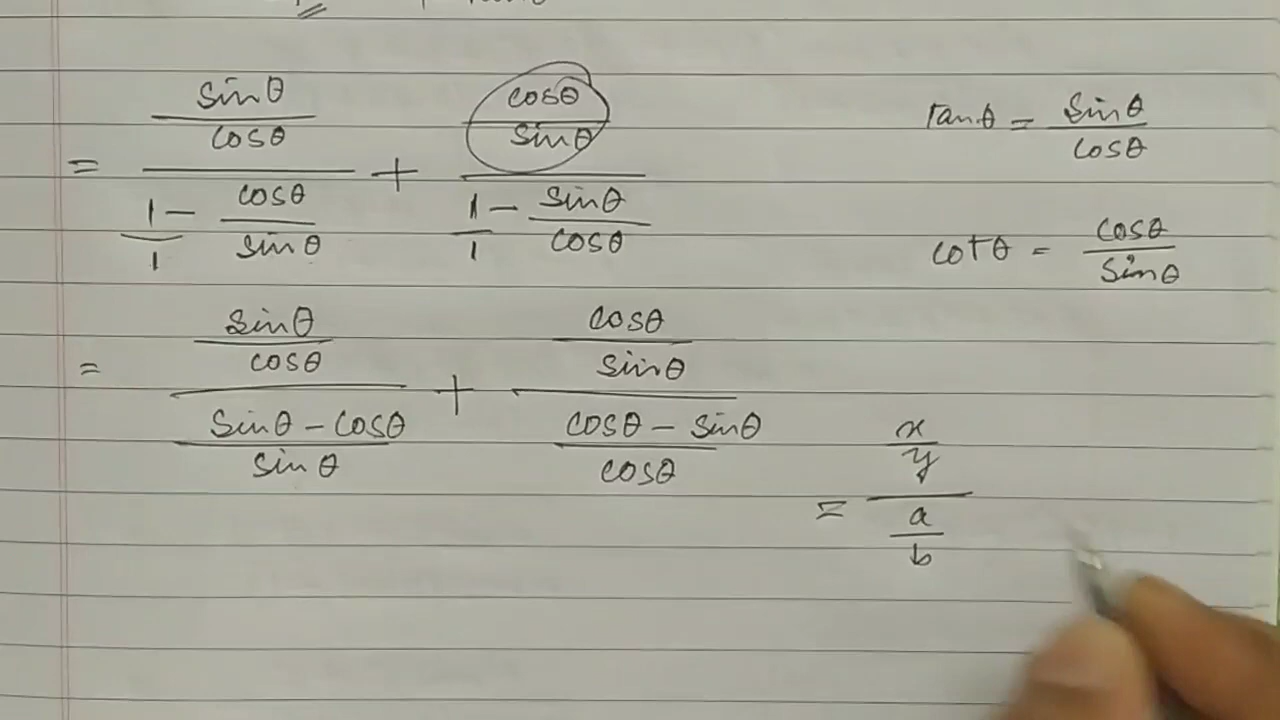 = (sinθ/cosθ)/(1/1 - cosθ/sinθ) + (cosθ/sinθ)/(1/1 - sinθ/cosθ)
tanθ = sinθ/cosθ
cotθ = cosθ/sinθ
= (sinθ/cosθ)/((sinθ - cosθ)/sinθ) + (cosθ/sinθ)/((cosθ - sinθ)/cosθ)
= (x/y)/(a/b)